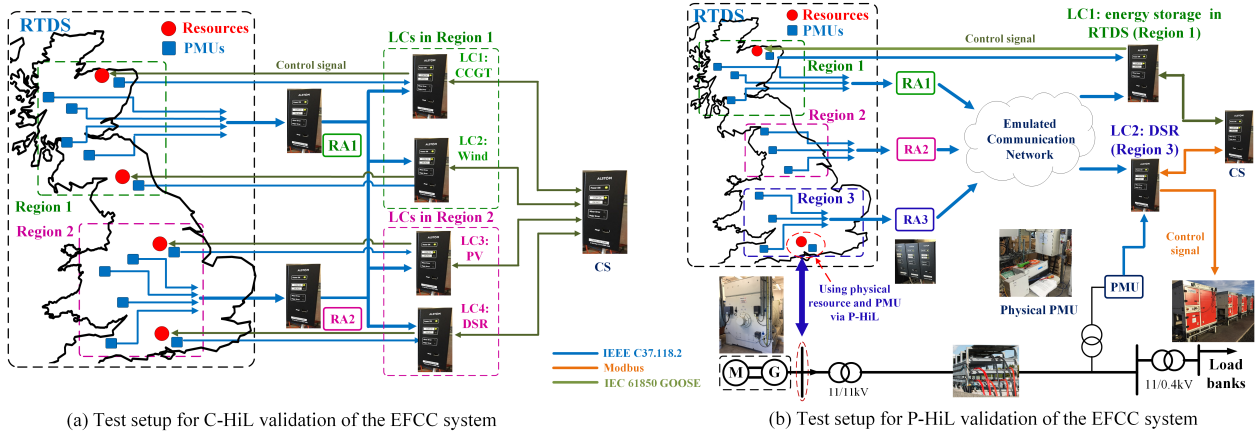 RTDS
Resources
PMUs
Control signal
LCs in Region 1
LC1:
CCGT
LC2:
Wind
RA1
Region 1
Region 2
LCs in Region 2
LC3:
PV
LC4:
DSR
RA2
CS
IEEE C37.118.2
Modbus
IEC 61850 GOOSE
(a) Test setup for C-HiL validation of the EFCC system
RTDS
Resources
PMUs
LC1: energy storage in
RTDS (Region 1)
Control signal
Region 1
RA1
Region 2
RA2
Emulated
Communication
Network
LC2: DSR
(Region 3)
CS
Region 3
RA3
Using physical
resource and PMU
via P-HiL
Physical PMU
PMU
Control
signal
M
G
11/11kV
11/0.4kV
Load
banks
(b) Test setup for P-HiL validation of the EFCC system